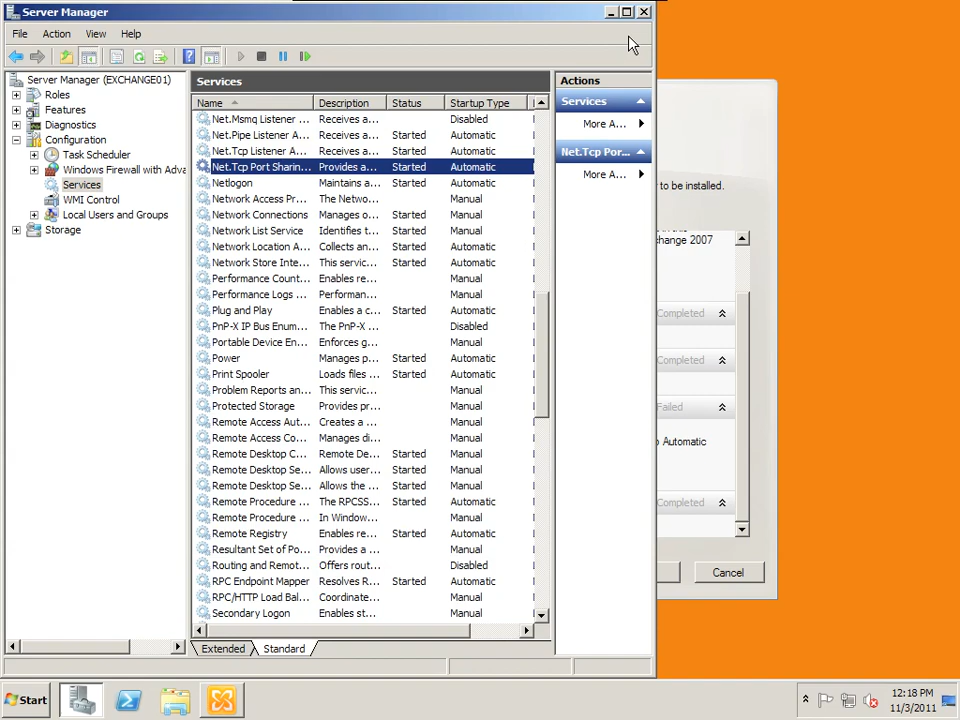 Server Manager
File Action View Help
Server Manager (EXCHANGE01)
Roles
Features
Diagnostics
Configuration
Task Scheduler
Windows Firewall with Adva
Services
WMI Control
Local Users and Groups
Storage
Services
Name Description Status Startup Type
Net.Msmq Listener ... Receives a... Disabled
Net.Pipe Listener A... Receives a... Started Automatic
Net.Tcp Listener A... Receives a... Started Automatic
Net.Tcp Port Sharin... Provides a... Started Automatic
Netlogon Maintains a... Started Automatic
Network Access Pr... The Netwo... Manual
Network Connections Manages o... Started Manual
Network List Service Identifies t... Started Manual
Network Location A... Collects an... Started Automatic
Network Store Inte... This servic... Started Automatic
Performance Count... Enables re... Manual
Performance Logs ... Performan... Manual
Plug and Play Enables a c... Started Automatic
PnP-X IP Bus Enum... The PnP-X ... Disabled
Portable Device En... Enforces g... Manual
Power Manages p... Started Automatic
Print Spooler Loads files ... Started Automatic
Problem Reports an... This servic... Manual
Protected Storage Provides pr... Manual
Remote Access Aut... Creates a ... Manual
Remote Access Co... Manages di... Manual
Remote Desktop C... Remote De... Started Manual
Remote Desktop Se... Allows user... Started Manual
Remote Desktop Se... Allows the ... Started Manual
Remote Procedure ... The RPCSS... Started Automatic
Remote Procedure ... In Window... Manual
Remote Registry Enables re... Started Automatic
Resultant Set of Po... Provides a ... Manual
Routing and Remot... Offers rout... Disabled
RPC Endpoint Mapper Resolves R... Started Automatic
RPC/HTTP Load Bal... Coordinate... Manual
Secondary Logon Enables st... Manual
Extended Standard
Actions
Services
More A...
Net.Tcp Por...
More A...
to be installed.
change 2007
Completed
Completed
Failed
o Automatic
Completed
Cancel
Start
12:18 PM
11/3/2011